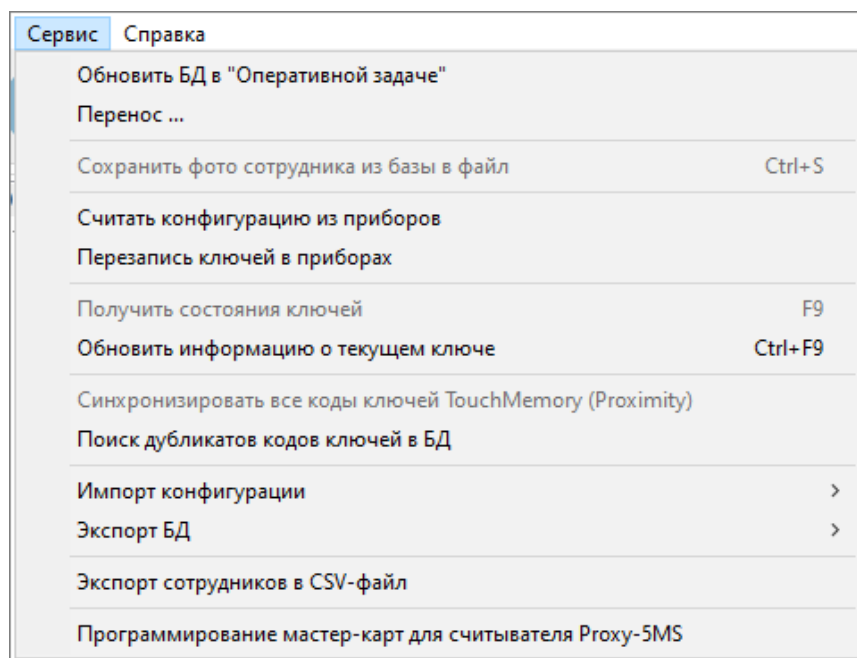 Сервис Справка
Обновить БД в "Оперативной задаче"
Перенос ...
Сохранить фото сотрудника из базы в файл Ctrl+S
Считать конфигурацию из приборов
Перезапись ключей в приборах
Получить состояния ключей F9
Обновить информацию о текущем ключе Ctrl+F9
Синхронизировать все коды ключей TouchMemory (Proximity)
Поиск дубликатов кодов ключей в БД
Импорт конфигурации
Экспорт БД
Экспорт сотрудников в CSV-файл
Программирование мастер-карт для считывателя Proxy-5MS